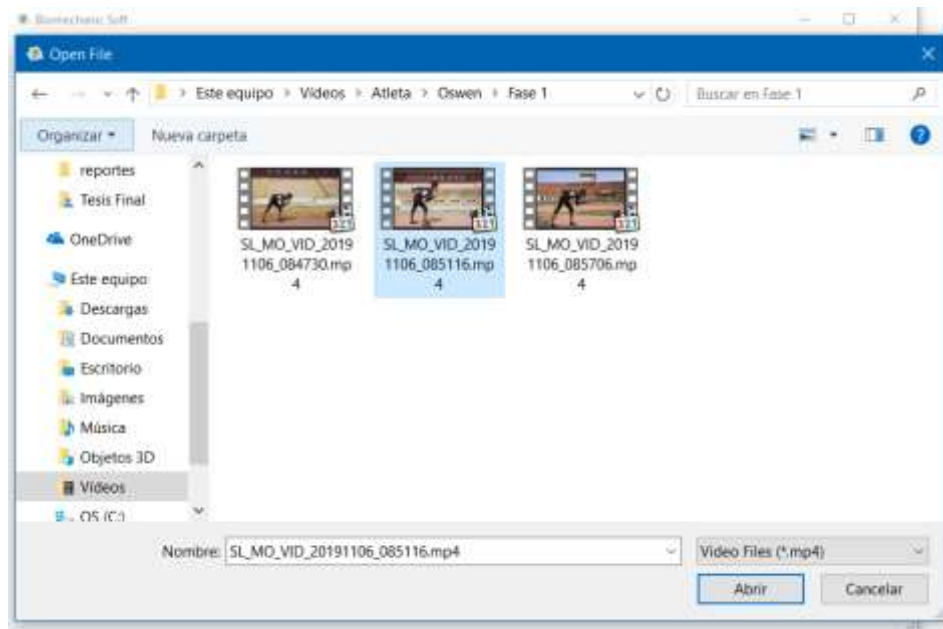 Biomechanic Soft
Open File
Este equipo > Vídeos > Atleta > Oswen > Fase 1
Buscar en Fase 1
Organizar
Nueva carpeta
reportes
Tesis Final
OneDrive
Este equipo
Descargas
Documentos
Escritorio
Imágenes
Música
Objetos 3D
Vídeos
OS (C:)
SL_MO_VID_2019
1106_084730.mp
4
SL_MO_VID_2019
1106_085116.mp
4
SL_MO_VID_2019
1106_085706.mp
4
Nombre: SL_MO_VID_20191106_085116.mp4
Video Files (*.mp4)
Abrir
Cancelar